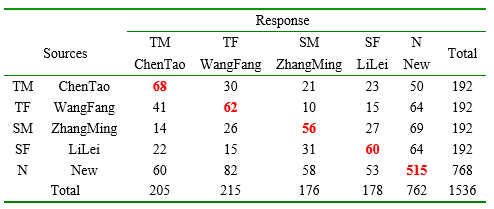 Response
Sources TM TF SM SF N Total
ChenTao WangFang ZhangMing LiLei New
TM ChenTao 68 30 21 23 50 192
TF WangFang 41 62 10 15 64 192
SM ZhangMing 14 26 56 27 69 192
SF LiLei 22 15 31 60 64 192
N New 60 82 58 53 515 768
Total 205 215 176 178 762 1536